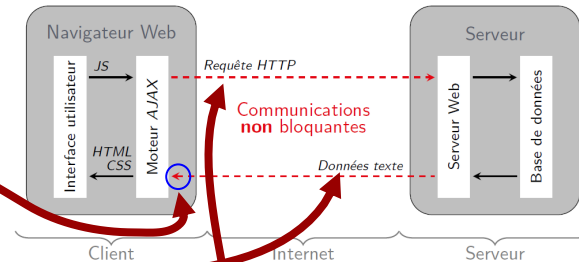 Navigateur Web
Serveur
Interface utilisateur
JS
HTML
CSS
Moteur AJAX
Requête HTTP
Communications
non bloquantes
Données texte
Serveur Web
Base de données
Client
Internet
Serveur